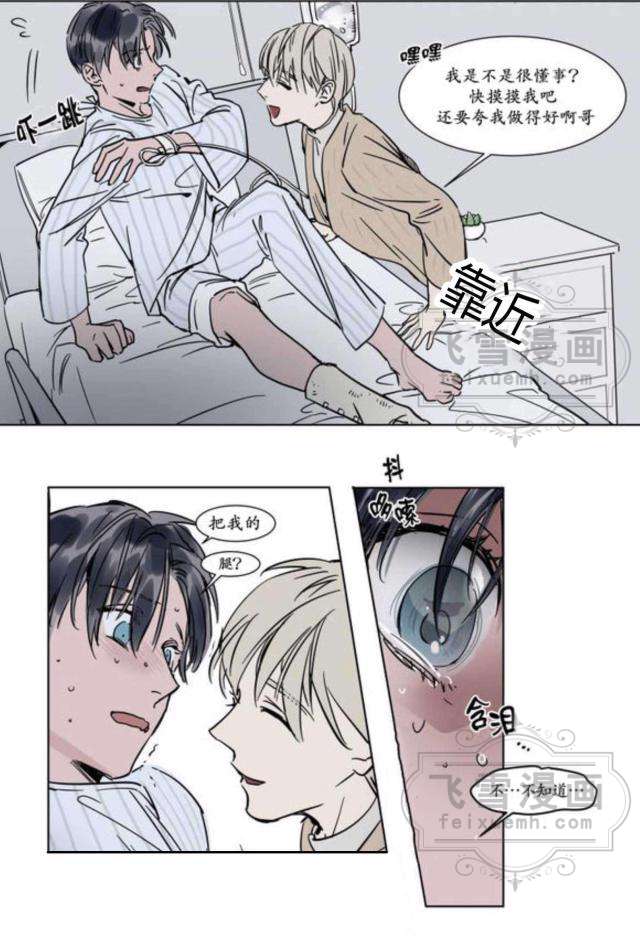 嘿嘿
我是不是很懂事?
快摸摸我吧
还要夸我做得好啊哥
吓一跳
靠近
飞雪漫画
feixuemh.com
抖
哆嗦
把我的
腿?
含泪
...
不…不知道…
飞雪漫画
feixuemh.com